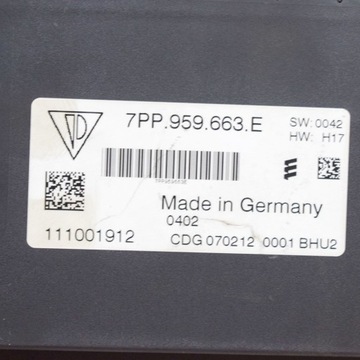 7PP.959.663.E
SW: 0042
HW: H17
Made in Germany
0402
111001912
CDG 070212 0001 BHU2